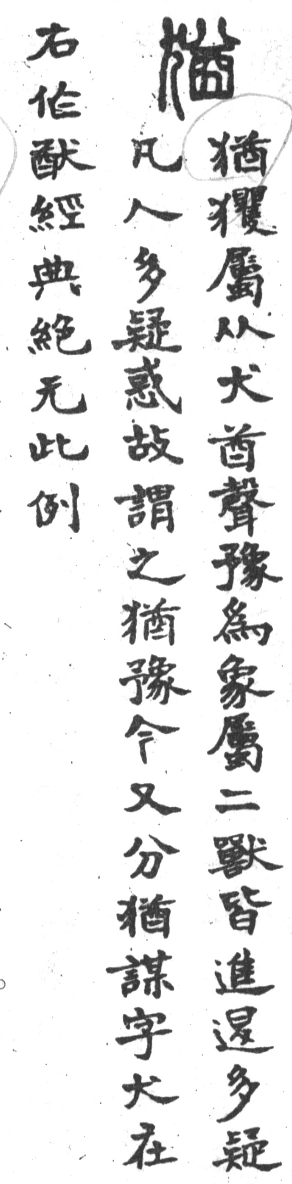 猶
猶玃屬从犬酋聲豫為象屬二獸皆進退多疑
凡人多疑惑故謂之猶豫今又分猶謀字犬在
右作猷經典絶无此例